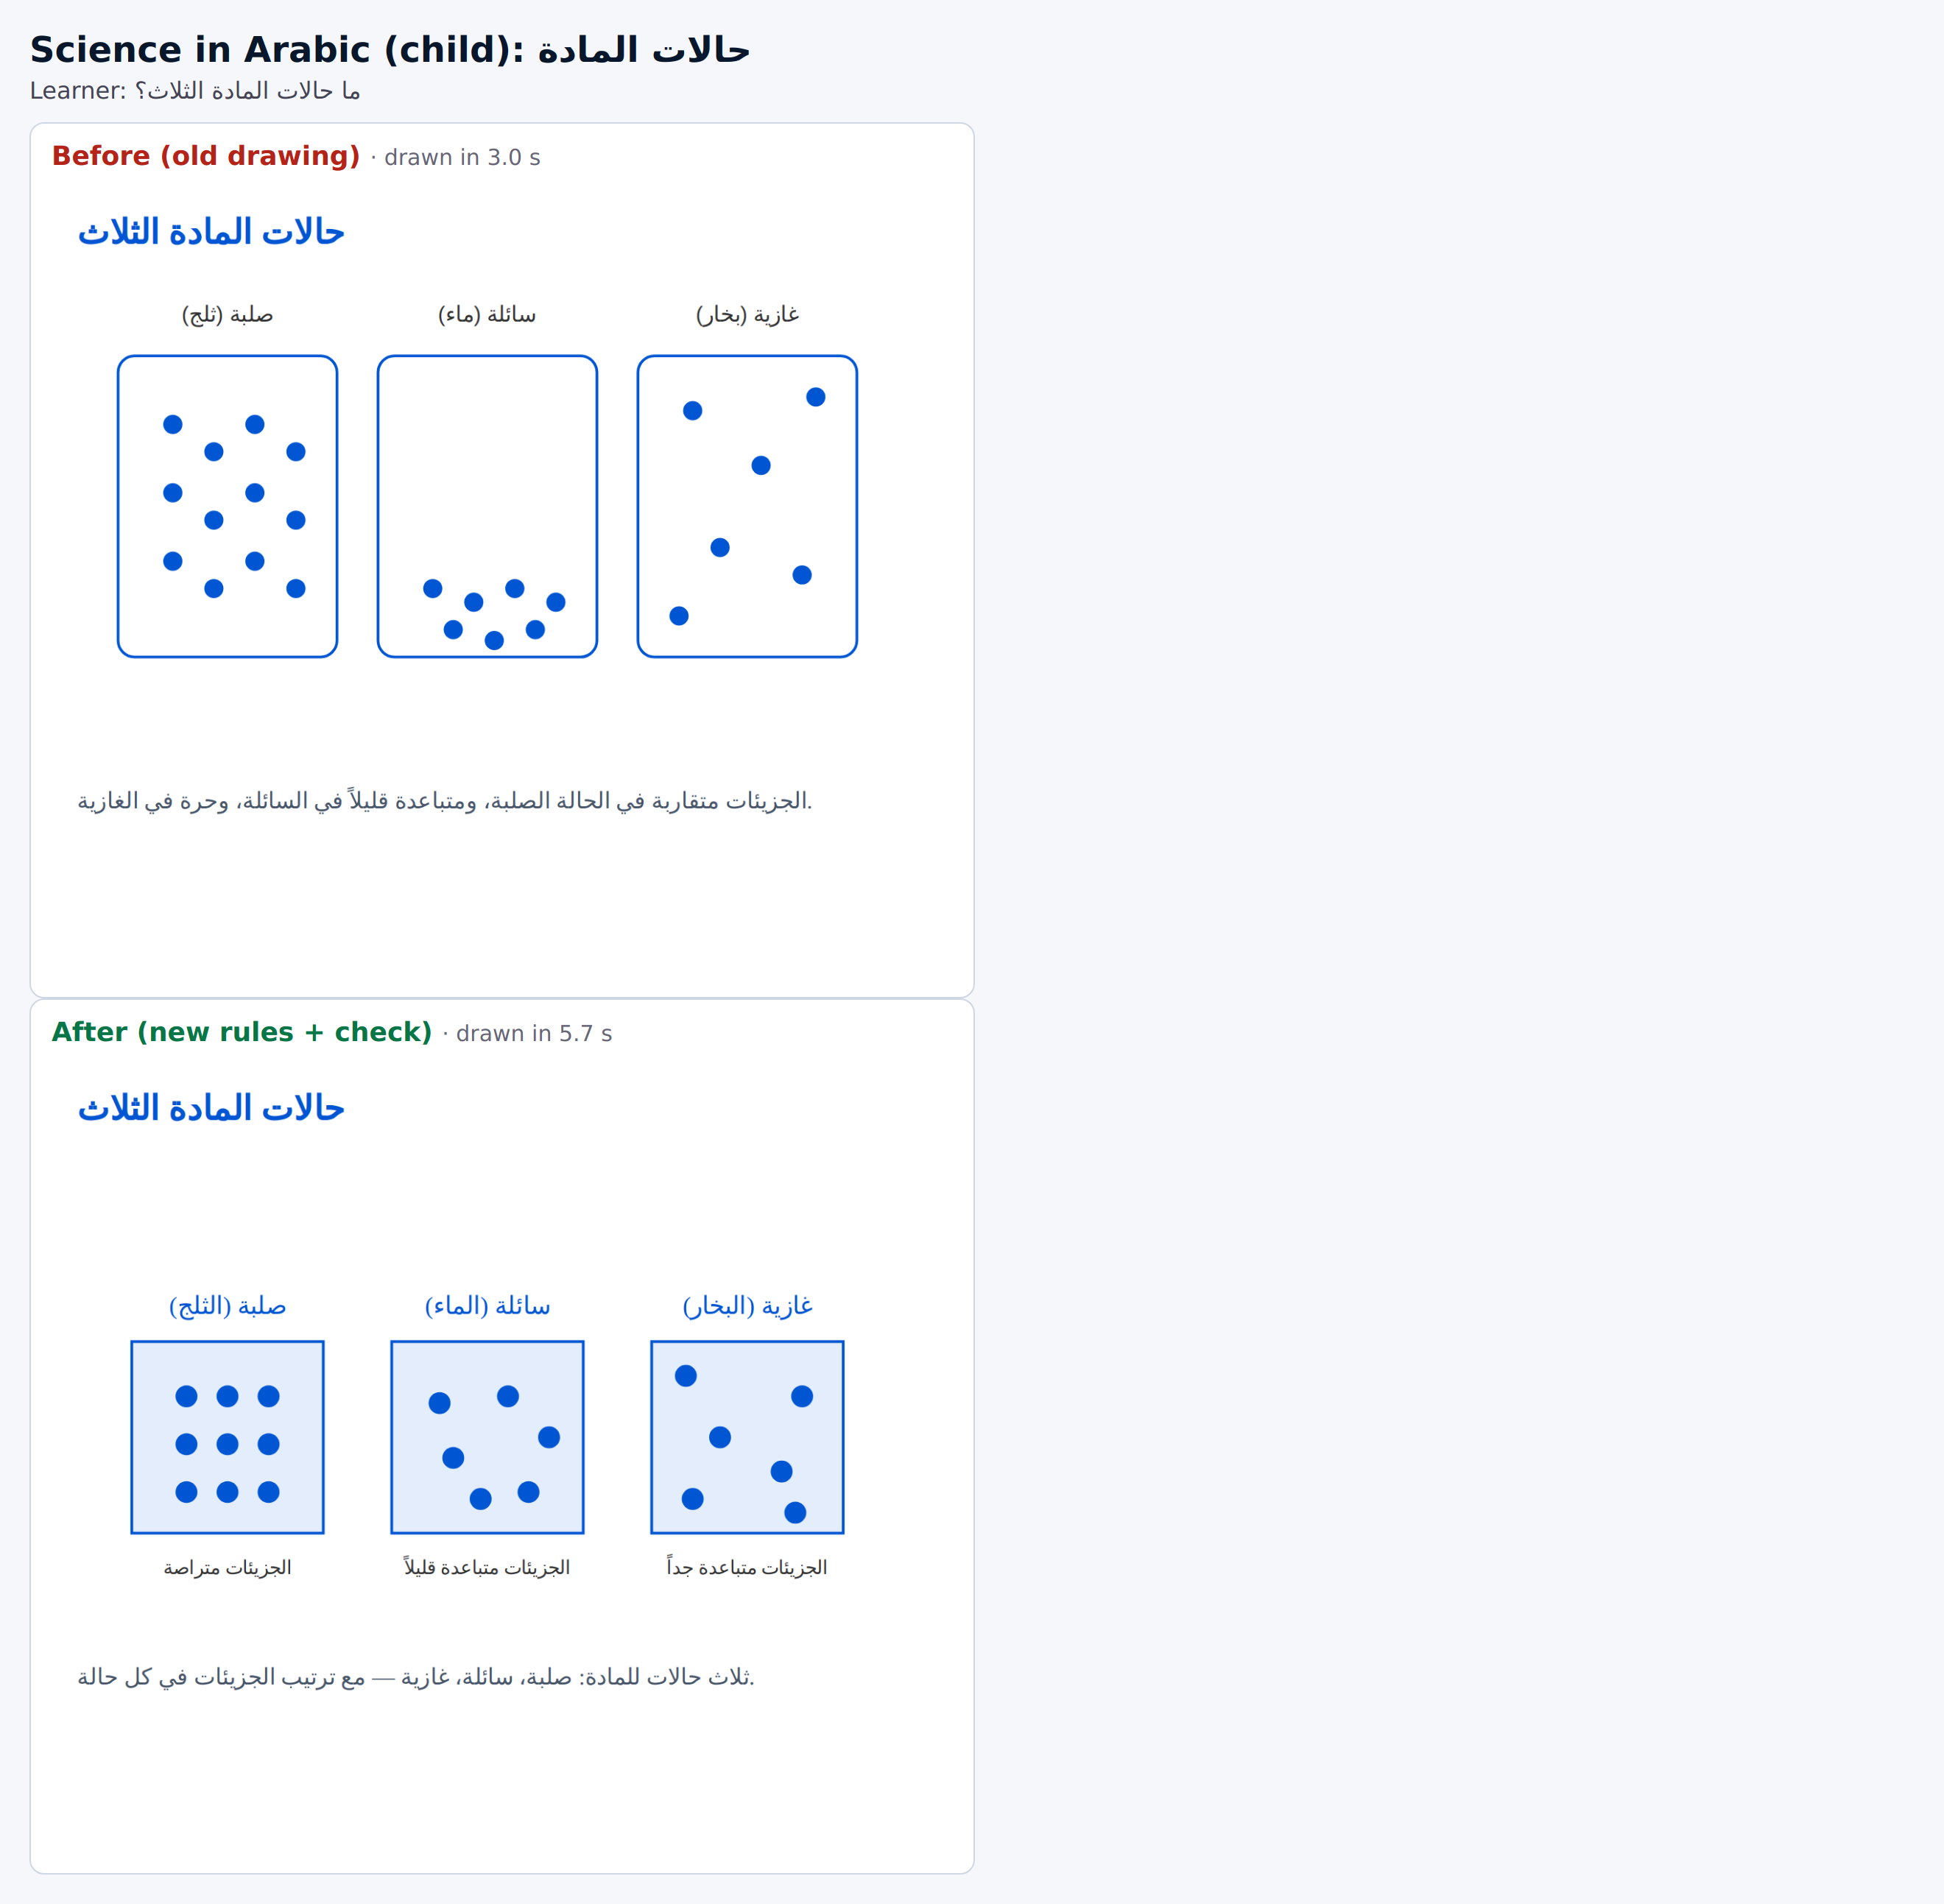 Science in Arabic (child): حالات المادة
Learner: ما حالات المادة الثلاث؟
Before (old drawing) · drawn in 3.0 s
حالات المادة الثلاث
صلبة (ثلج)
سائلة (ماء)
غازية (بخار)
الجزيئات متقاربة في الحالة الصلبة، ومتباعدة قليلاً في السائلة، وحرة في الغازية.
After (new rules + check) · drawn in 5.7 s
حالات المادة الثلاث
صلبة (الثلج)
سائلة (الماء)
غازية (البخار)
الجزيئات متراصة
الجزيئات متباعدة قليلاً
الجزيئات متباعدة جداً
ثلاث حالات للمادة: صلبة، سائلة، غازية — مع ترتيب الجزيئات في كل حالة.